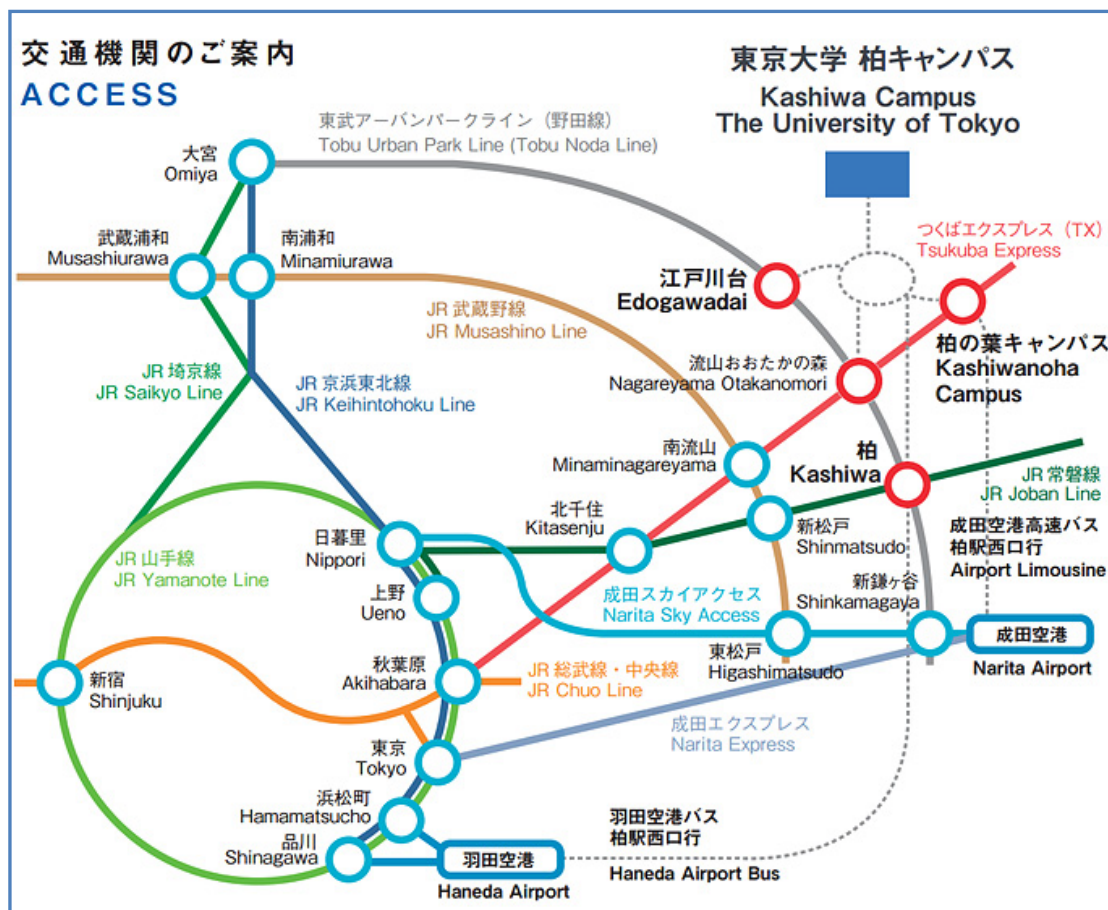 交通機関のご案内
ACCESS
東京大学 柏キャンパス
Kashiwa Campus
The University of Tokyo
東武アーバンパークライン（野田線）
Tobu Urban Park Line (Tobu Noda Line)
大宮
Omiya
武蔵浦和
Musashiurawa
南浦和
Minamiurawa
つくばエクスプレス（TX）
Tsukuba Express
江戸川台
Edogawadai
JR 武蔵野線
JR Musashino Line
柏の葉キャンパス
Kashiwanoha
Campus
流山おおたかの森
Nagareyama Otakanomori
JR 埼京線
JR Saikyo Line
JR 京浜東北線
JR Keihintohoku Line
南流山
Minaminagareyama
柏
Kashiwa
JR 常磐線
JR Joban Line
北千住
Kitasenju
新松戸
Shinmatsudo
成田空港高速バス
柏駅西口行
Airport Limousine
日暮里
Nippori
JR 山手線
JR Yamanote Line
上野
Ueno
成田スカイアクセス
Narita Sky Access
新鎌ヶ谷
Shinkamagaya
成田空港
Narita Airport
東松戸
Higashimatsudo
秋葉原
Akihabara
JR 総武線・中央線
JR Chuo Line
新宿
Shinjuku
成田エクスプレス
Narita Express
東京
Tokyo
浜松町
Hamamatsucho
品川
Shinagawa
羽田空港
Haneda Airport
羽田空港バス
柏駅西口行
Haneda Airport Bus